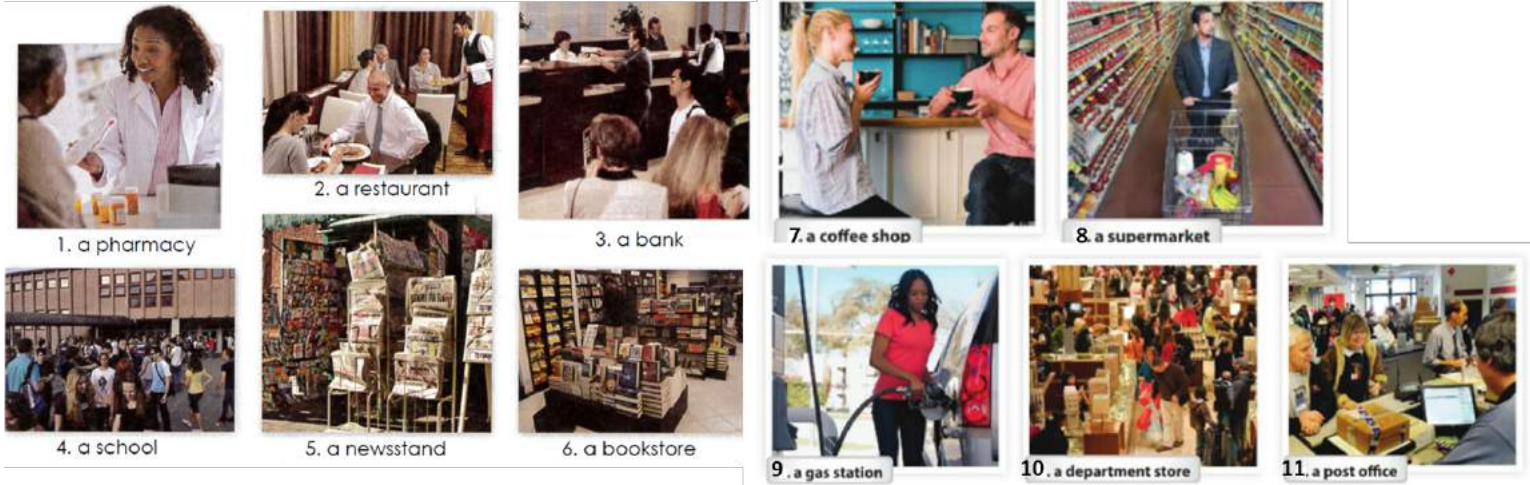 1. a pharmacy
2. a restaurant
3. a bank
4. a school
5. a newsstand
6. a bookstore
7. a coffee shop
8. a supermarket
9. a gas station
10. a department store
11. a post office